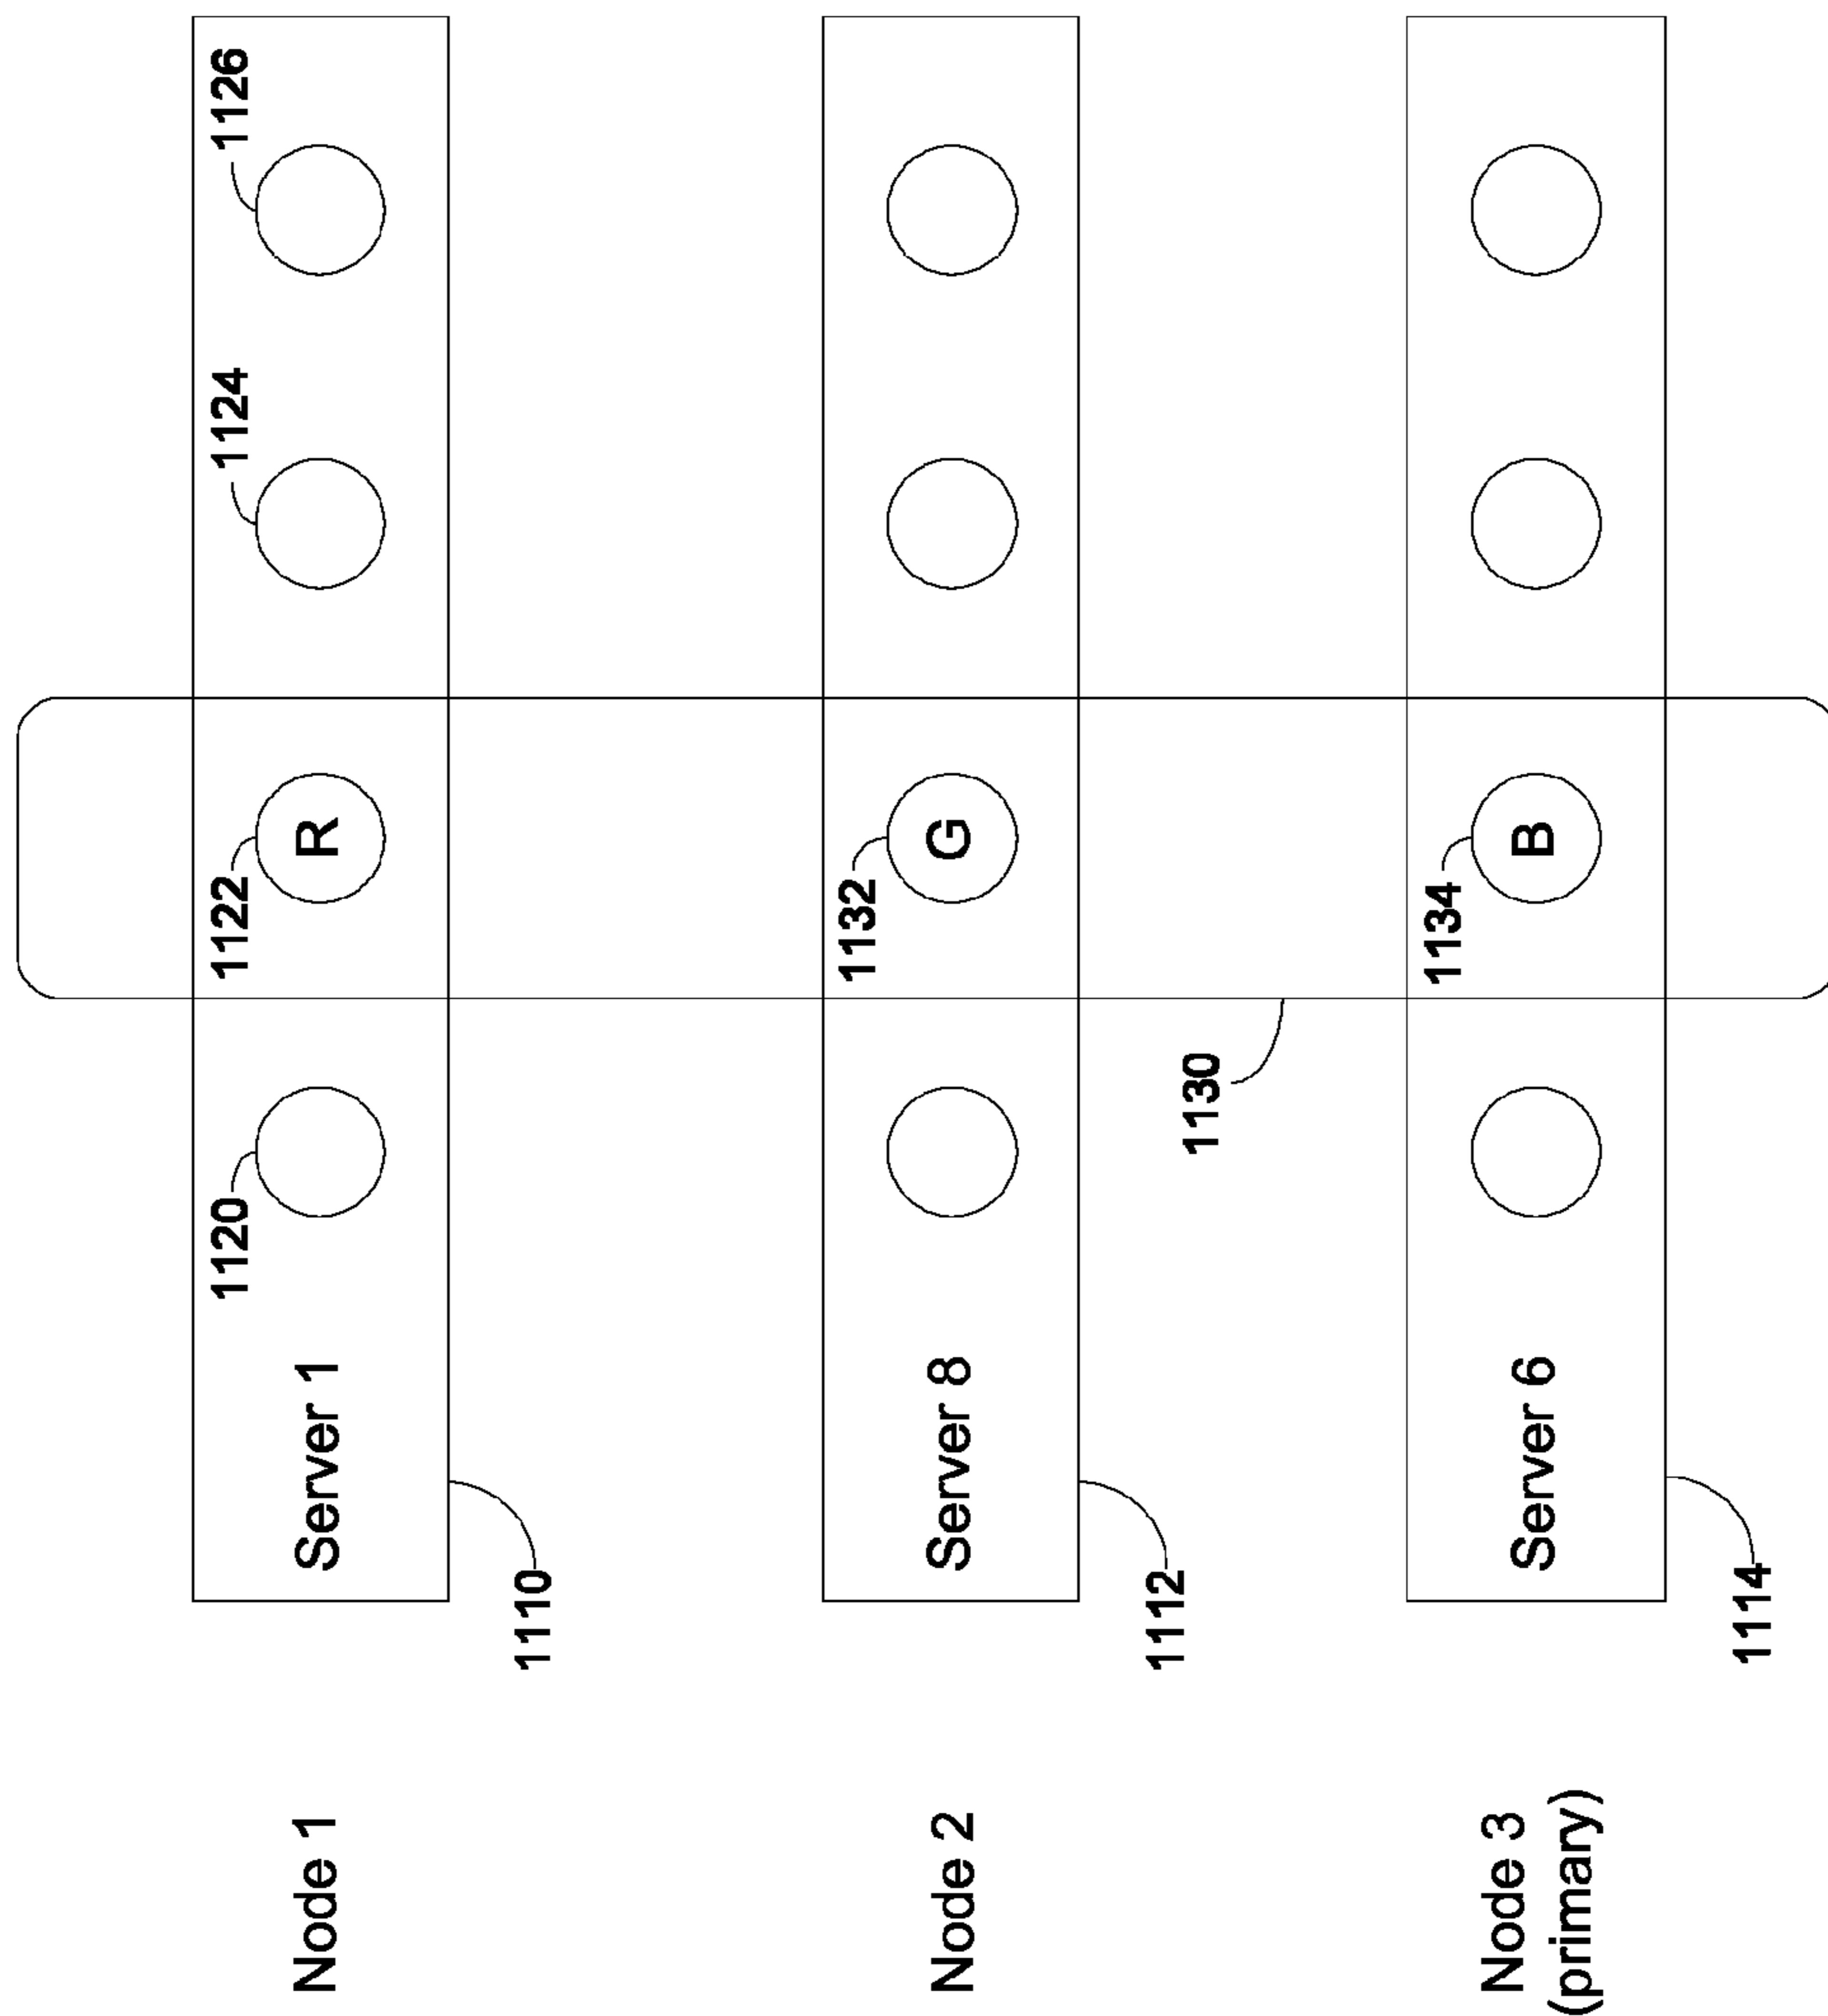 1120
1122
1124
1126
Node 1
Server 1
R
1110
1132
Node 2
Server 8
G
1112
1130
1134
Node 3
(primary)
Server 6
B
1114